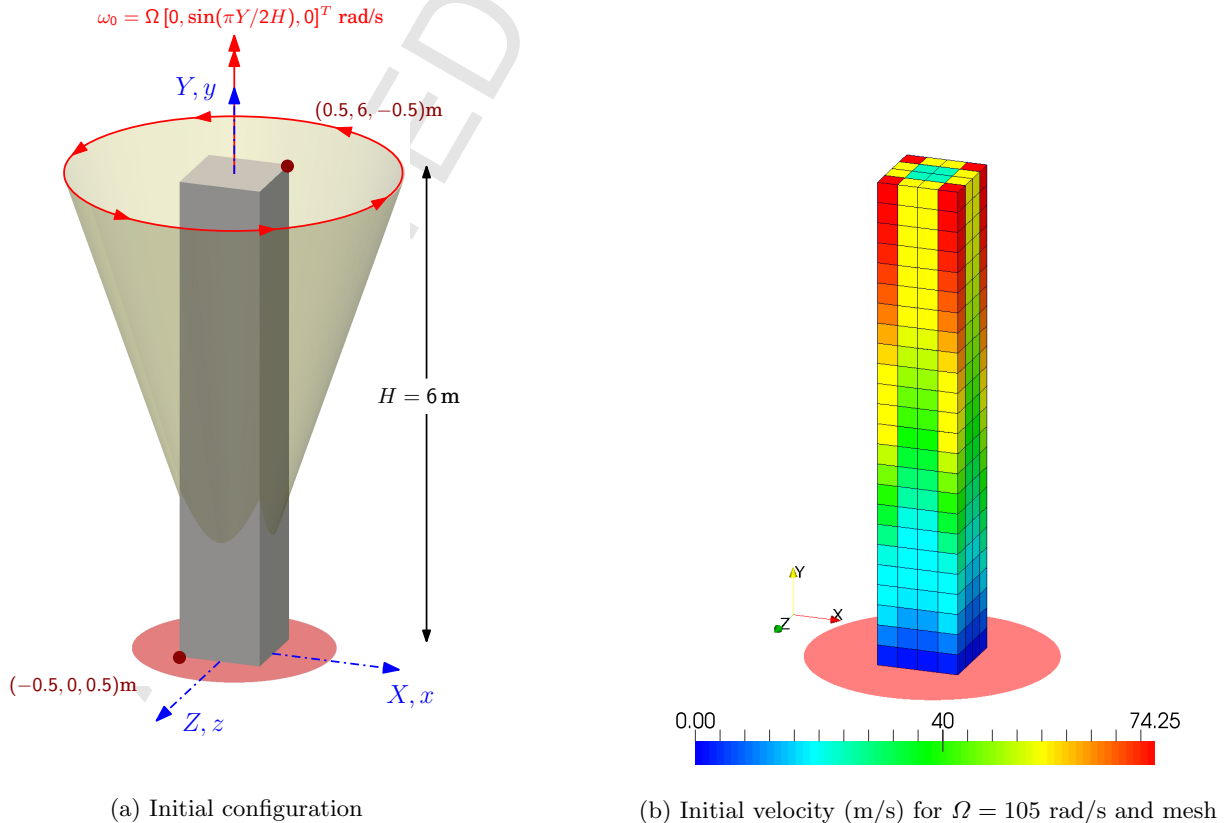 ω₀ = Ω [0, sin(πY/2H), 0]ᵀ rad/s
Y, y
(0.5, 6, −0.5)m
H = 6 m
(−0.5, 0, 0.5)m
X, x
Z, z
(a) Initial configuration
Y
X
Z
0.00 40 74.25
(b) Initial velocity (m/s) for Ω = 105 rad/s and mesh